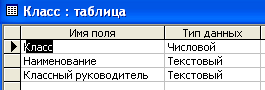 Класс : таблица
Имя поля Тип данных
Класс Числовой
Наименование Текстовый
Классный руководитель Текстовый